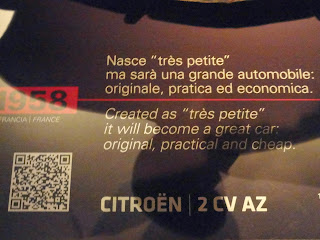 Nasce "très petite"
ma sarà una grande automobile:
originale, pratica ed economica.
1958
FRANCIA | FRANCE
Created as "très petite"
it will become a great car:
original, practical and cheap.
CITROËN | 2 CV AZ